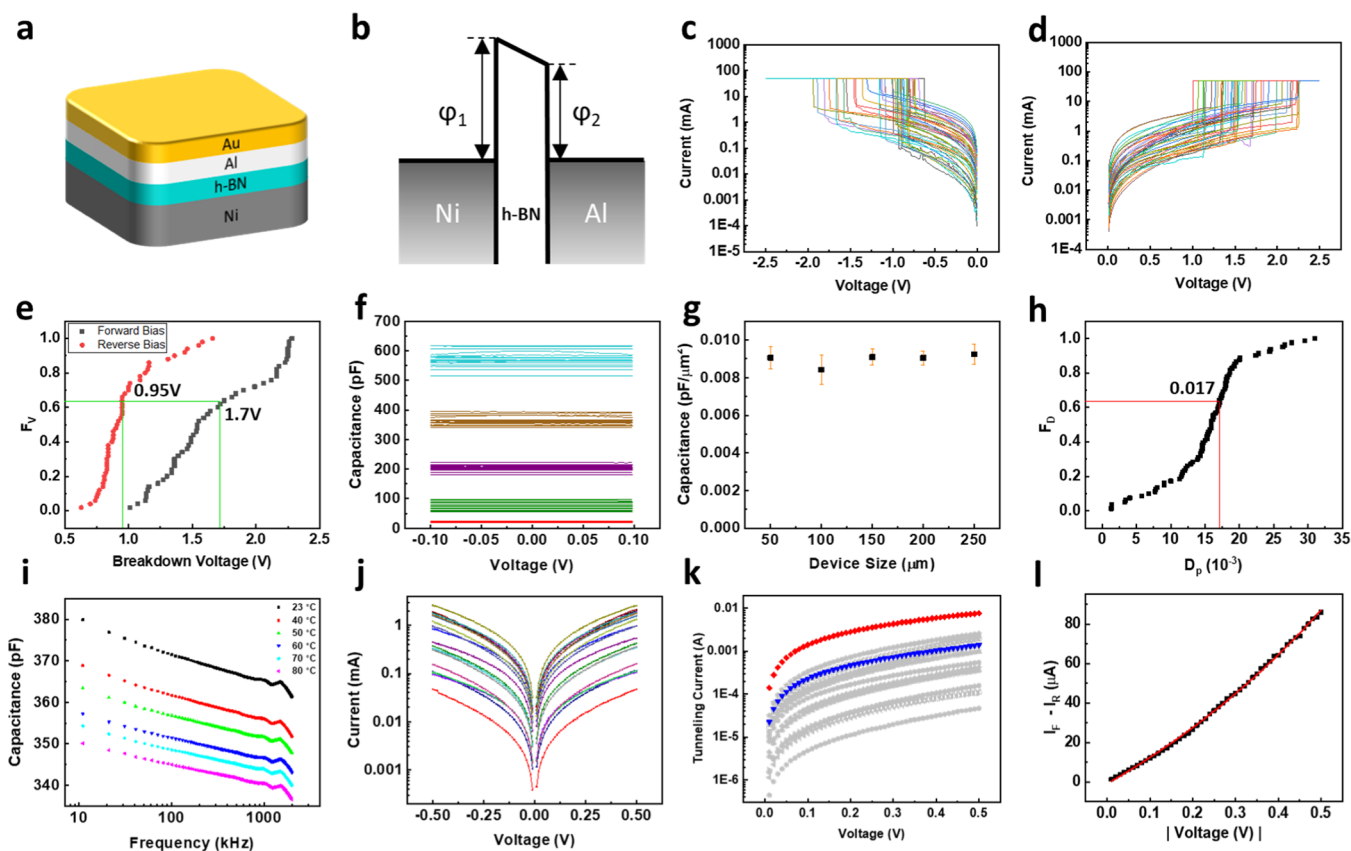 a
Au
Al
h-BN
Ni
b
φ1
φ2
Ni
h-BN
Al
c
1000
100
10
1
0.1
0.01
0.001
1E-4
1E-5
Current (mA)
-2.5 -2.0 -1.5 -1.0 -0.5 0.0
Voltage (V)
d
1000
100
10
1
0.1
0.01
0.001
1E-4
Current (mA)
0.0 0.5 1.0 1.5 2.0 2.5
Voltage (V)
e
Forward Bias
Reverse Bias
1.0
0.8
0.6
0.4
0.2
0.0
FV
0.95V
1.7V
0.5 1.0 1.5 2.0 2.5
Breakdown Voltage (V)
f
700
600
500
400
300
200
100
0
Capacitance (pF)
-0.10 -0.05 0.00 0.05 0.10
Voltage (V)
g
0.010
0.008
0.006
0.004
0.002
0.000
Capacitance (pF/μm²)
50 100 150 200 250
Device Size (μm)
h
1.0
0.8
0.6
0.4
0.2
0.0
FD
0.017
0 5 10 15 20 25 30 35
Dp (10-3)
i
380
370
360
350
340
Capacitance (pF)
23 °C
40 °C
50 °C
60 °C
70 °C
80 °C
10 100 1000
Frequency (kHz)
j
1
0.1
0.01
0.001
Current (mA)
-0.50 -0.25 0.00 0.25 0.50
Voltage (V)
k
0.01
0.001
1E-4
1E-5
1E-6
Tunneling Current (A)
0.0 0.1 0.2 0.3 0.4 0.5
Voltage (V)
l
80
60
40
20
0
IF - IR (μA)
0.0 0.1 0.2 0.3 0.4 0.5
| Voltage (V) |